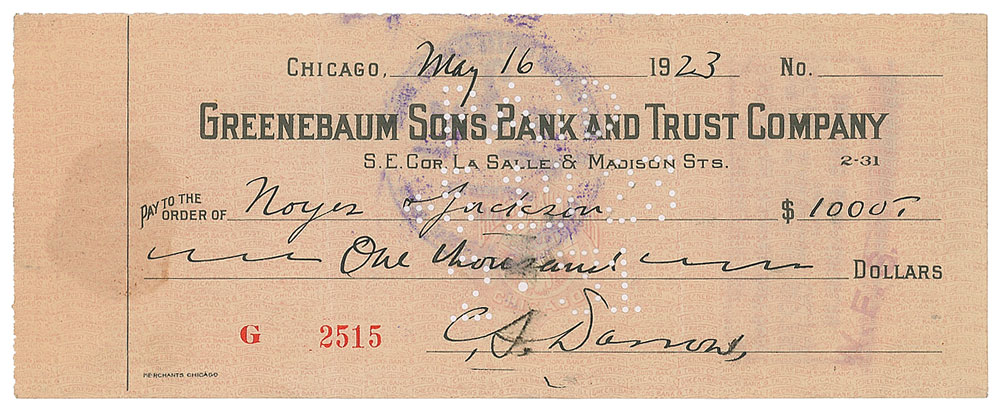 CHICAGO, May 16 1923 No.
GREENEBAUM SONS BANK AND TRUST COMPANY
S.E. COR. LA SALLE & MADISON STS. 2-31
PAY TO THE ORDER OF Noyes & Jackson $ 1000
One thousand DOLLARS
G 2515
C. S. Darrow,
MERCHANTS, CHICAGO